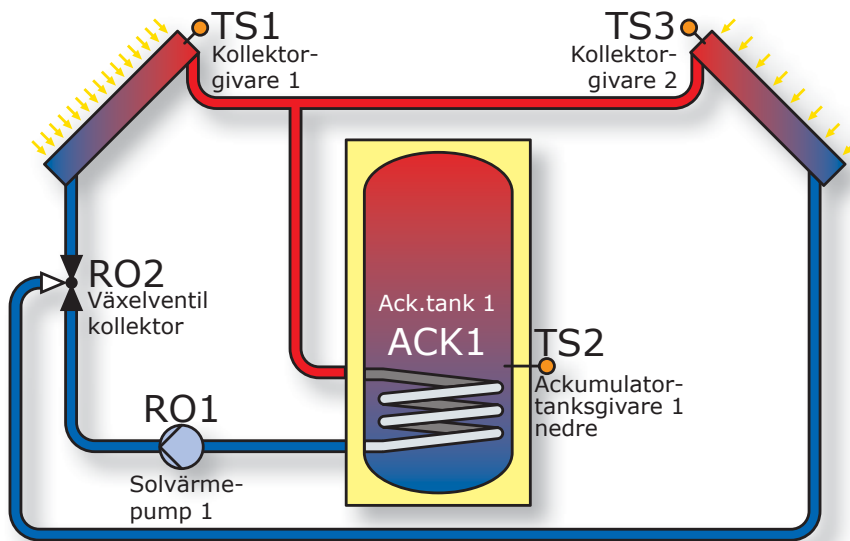 TS1
Kollektor-
givare 1
TS3
Kollektor-
givare 2
RO2
Växelventil
kollektor
Ack.tank 1
ACK1
TS2
Ackumulator-
tanksgivare 1
nedre
RO1
Solvärme-
pump 1